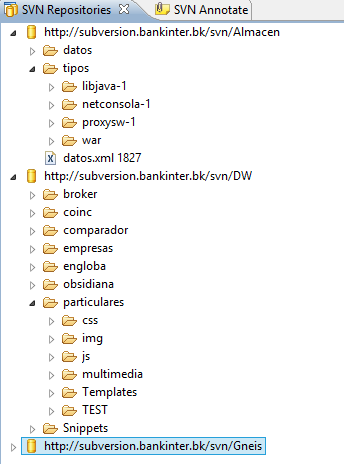 SVN Repositories SVN Annotate
http://subversion.bankinter.bk/svn/Almacen
datos
tipos
libjava-1
netconsola-1
proxysw-1
war
datos.xml 1827
http://subversion.bankinter.bk/svn/DW
broker
coinc
comparador
empresas
engloba
obsidiana
particulares
css
img
js
multimedia
Templates
TEST
Snippets
http://subversion.bankinter.bk/svn/Gneis